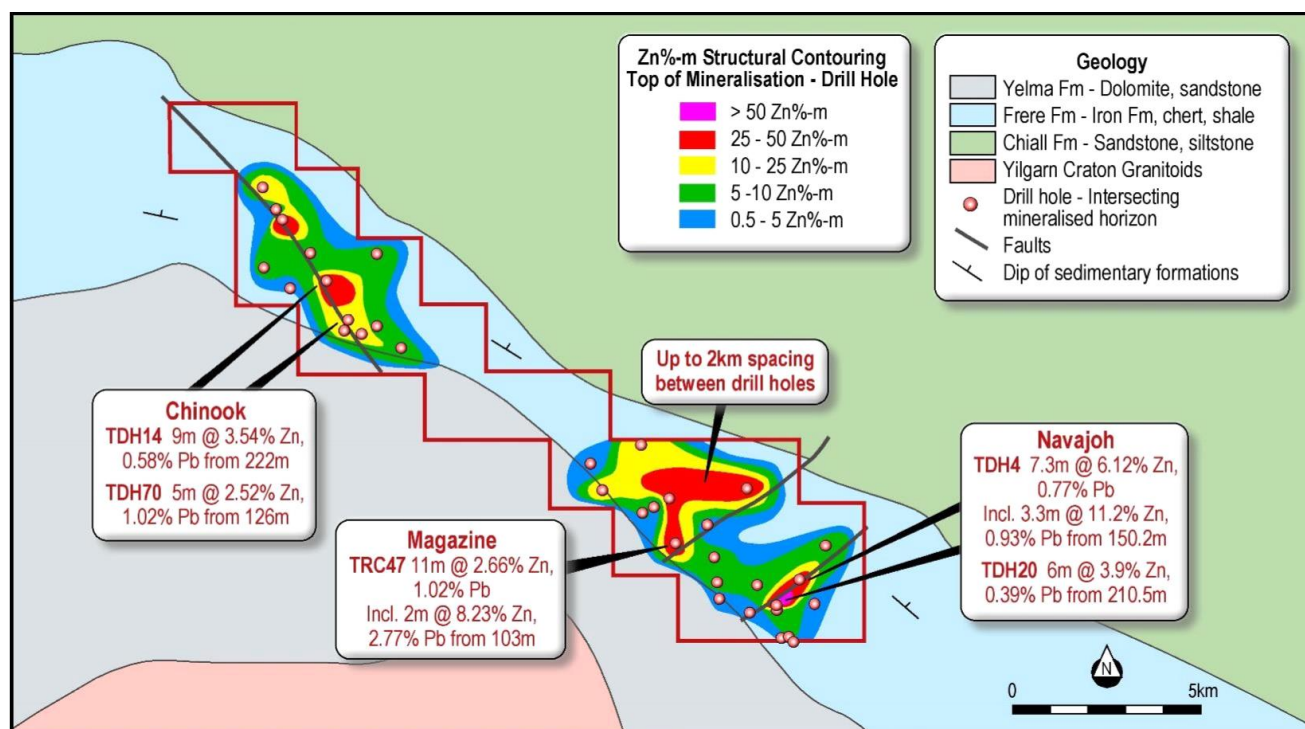 Zn%-m Structural Contouring
Top of Mineralisation - Drill Hole
> 50 Zn%-m
25 - 50 Zn%-m
10 - 25 Zn%-m
5 -10 Zn%-m
0.5 - 5 Zn%-m
Geology
Yelma Fm - Dolomite, sandstone
Frere Fm - Iron Fm, chert, shale
Chiall Fm - Sandstone, siltstone
Yilgarn Craton Granitoids
Drill hole - Intersecting
mineralised horizon
Faults
Dip of sedimentary formations
Up to 2km spacing
between drill holes
Chinook
TDH14 9m @ 3.54% Zn,
0.58% Pb from 222m
TDH70 5m @ 2.52% Zn,
1.02% Pb from 126m
Magazine
TRC47 11m @ 2.66% Zn,
1.02% Pb
Incl. 2m @ 8.23% Zn,
2.77% Pb from 103m
Navajoh
TDH4 7.3m @ 6.12% Zn,
0.77% Pb
Incl. 3.3m @ 11.2% Zn,
0.93% Pb from 150.2m
TDH20 6m @ 3.9% Zn,
0.39% Pb from 210.5m
N
0 5km